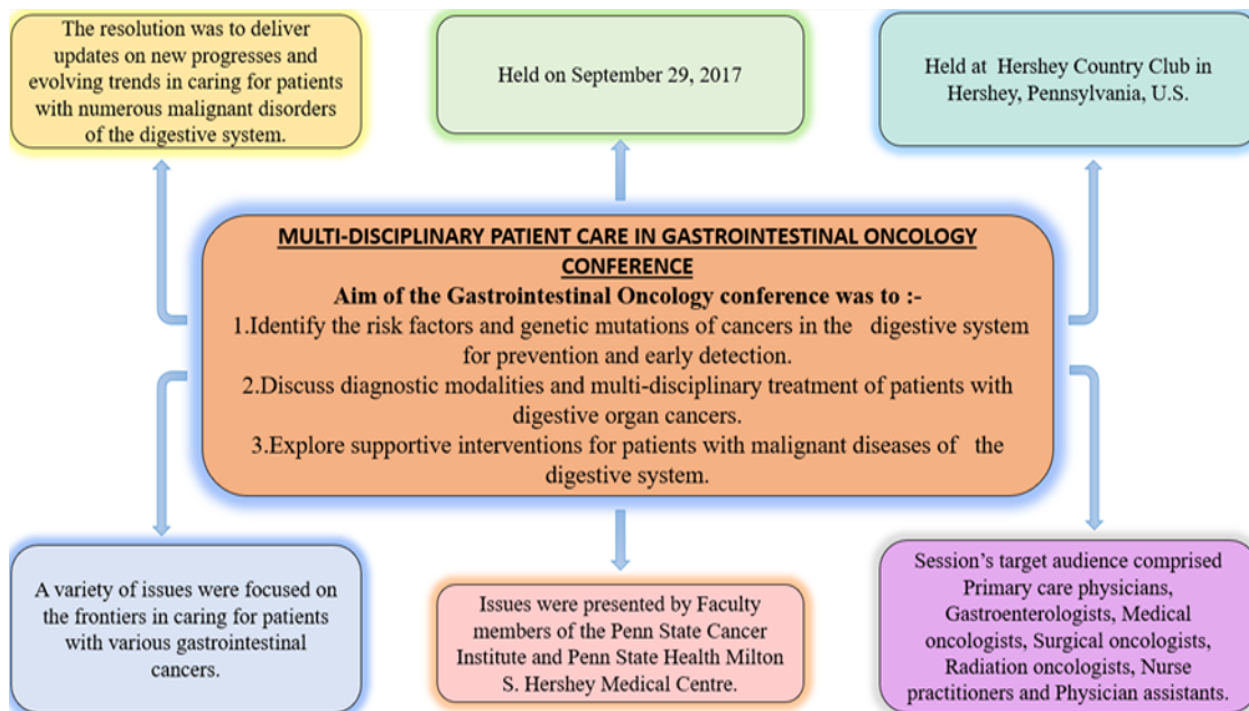 The resolution was to deliver
updates on new progresses and
evolving trends in caring for patients
with numerous malignant disorders
of the digestive system.
Held on September 29, 2017
Held at Hershey Country Club in
Hershey, Pennsylvania, U.S.
MULTI-DISCIPLINARY PATIENT CARE IN GASTROINTESTINAL ONCOLOGY
CONFERENCE
Aim of the Gastrointestinal Oncology conference was to :-
1.Identify the risk factors and genetic mutations of cancers in the digestive system
for prevention and early detection.
2.Discuss diagnostic modalities and multi-disciplinary treatment of patients with
digestive organ cancers.
3.Explore supportive interventions for patients with malignant diseases of the
digestive system.
A variety of issues were focused on
the frontiers in caring for patients
with various gastrointestinal
cancers.
Issues were presented by Faculty
members of the Penn State Cancer
Institute and Penn State Health Milton
S. Hershey Medical Centre.
Session's target audience comprised
Primary care physicians,
Gastroenterologists, Medical
oncologists, Surgical oncologists,
Radiation oncologists, Nurse
practitioners and Physician assistants.